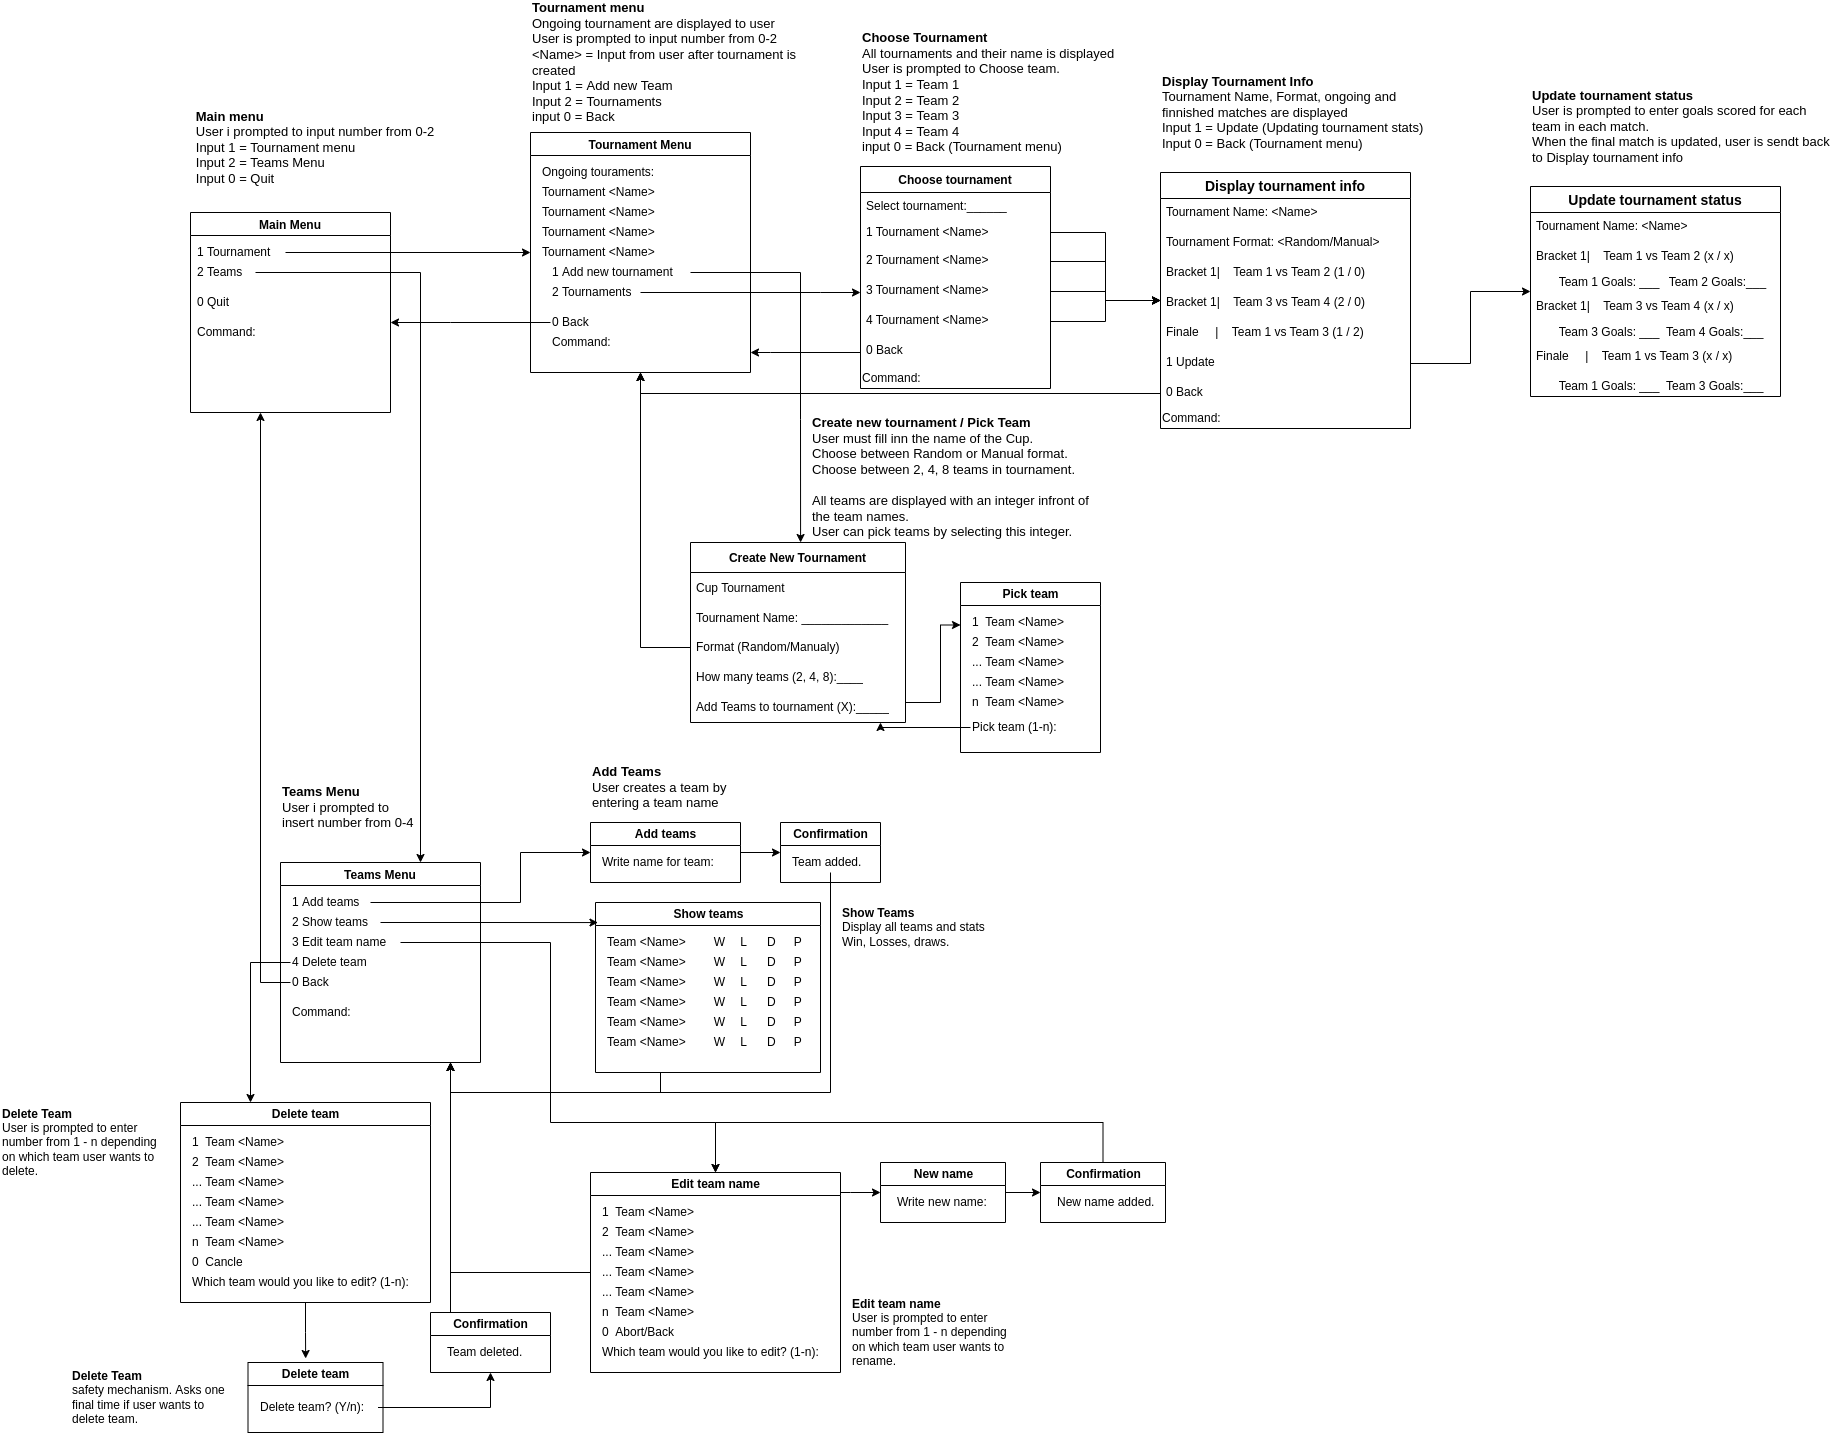 Tournament menu
Ongoing tournament are displayed to user
User is prompted to input number from 0-2
<Name> = Input from user after tournament is
created
Input 1 = Add new Team
Input 2 = Tournaments
input 0 = Back
Choose Tournament
All tournaments and their name is displayed
User is prompted to Choose team.
Input 1 = Team 1
Input 2 = Team 2
Input 3 = Team 3
Input 4 = Team 4
input 0 = Back (Tournament menu)
Display Tournament Info
Tournament Name, Format, ongoing and
finnished matches are displayed
Input 1 = Update (Updating tournament stats)
Input 0 = Back (Tournament menu)
Update tournament status
User is prompted to enter goals scored for each
team in each match.
When the final match is updated, user is sendt back
to Display tournament info
Main menu
User i prompted to input number from 0-2
Input 1 = Tournament menu
Input 2 = Teams Menu
Input 0 = Quit
Main Menu
1 Tournament
2 Teams
0 Quit
Command:
Tournament Menu
Ongoing touraments:
Tournament <Name>
Tournament <Name>
Tournament <Name>
Tournament <Name>
1 Add new tournament
2 Tournaments
0 Back
Command:
Choose tournament
Select tournament:______
1 Tournament <Name>
2 Tournament <Name>
3 Tournament <Name>
4 Tournament <Name>
0 Back
Command:
Display tournament info
Tournament Name: <Name>
Tournament Format: <Random/Manual>
Bracket 1| Team 1 vs Team 2 (1 / 0)
Bracket 1| Team 3 vs Team 4 (2 / 0)
Finale | Team 1 vs Team 3 (1 / 2)
1 Update
0 Back
Command:
Update tournament status
Tournament Name: <Name>
Bracket 1| Team 1 vs Team 2 (x / x)
Team 1 Goals: ___ Team 2 Goals:___
Bracket 1| Team 3 vs Team 4 (x / x)
Team 3 Goals: ___ Team 4 Goals:___
Finale | Team 1 vs Team 3 (x / x)
Team 1 Goals: ___ Team 3 Goals:___
Create new tournament / Pick Team
User must fill inn the name of the Cup.
Choose between Random or Manual format.
Choose between 2, 4, 8 teams in tournament.
All teams are displayed with an integer infront of
the team names.
User can pick teams by selecting this integer.
Create New Tournament
Cup Tournament
Tournament Name: _____________
Format (Random/Manualy)
How many teams (2, 4, 8):____
Add Teams to tournament (X):_____
Pick team
1 Team <Name>
2 Team <Name>
... Team <Name>
... Team <Name>
n Team <Name>
Pick team (1-n):
Teams Menu
User i prompted to
insert number from 0-4
Teams Menu
1 Add teams
2 Show teams
3 Edit team name
4 Delete team
0 Back
Command:
Add Teams
User creates a team by
entering a team name
Add teams
Write name for team:
Confirmation
Team added.
Show teams
Team <Name> W L D P
Team <Name> W L D P
Team <Name> W L D P
Team <Name> W L D P
Team <Name> W L D P
Team <Name> W L D P
Show Teams
Display all teams and stats
Win, Losses, draws.
Delete Team
User is prompted to enter
number from 1 - n depending
on which team user wants to
delete.
Delete team
1 Team <Name>
2 Team <Name>
... Team <Name>
... Team <Name>
... Team <Name>
n Team <Name>
0 Cancle
Which team would you like to edit? (1-n):
Edit team name
1 Team <Name>
2 Team <Name>
... Team <Name>
... Team <Name>
... Team <Name>
n Team <Name>
0 Abort/Back
Which team would you like to edit? (1-n):
New name
Write new name:
Confirmation
New name added.
Edit team name
User is prompted to enter
number from 1 - n depending
on which team user wants to
rename.
Confirmation
Team deleted.
Delete Team
safety mechanism. Asks one
final time if user wants to
delete team.
Delete team
Delete team? (Y/n):